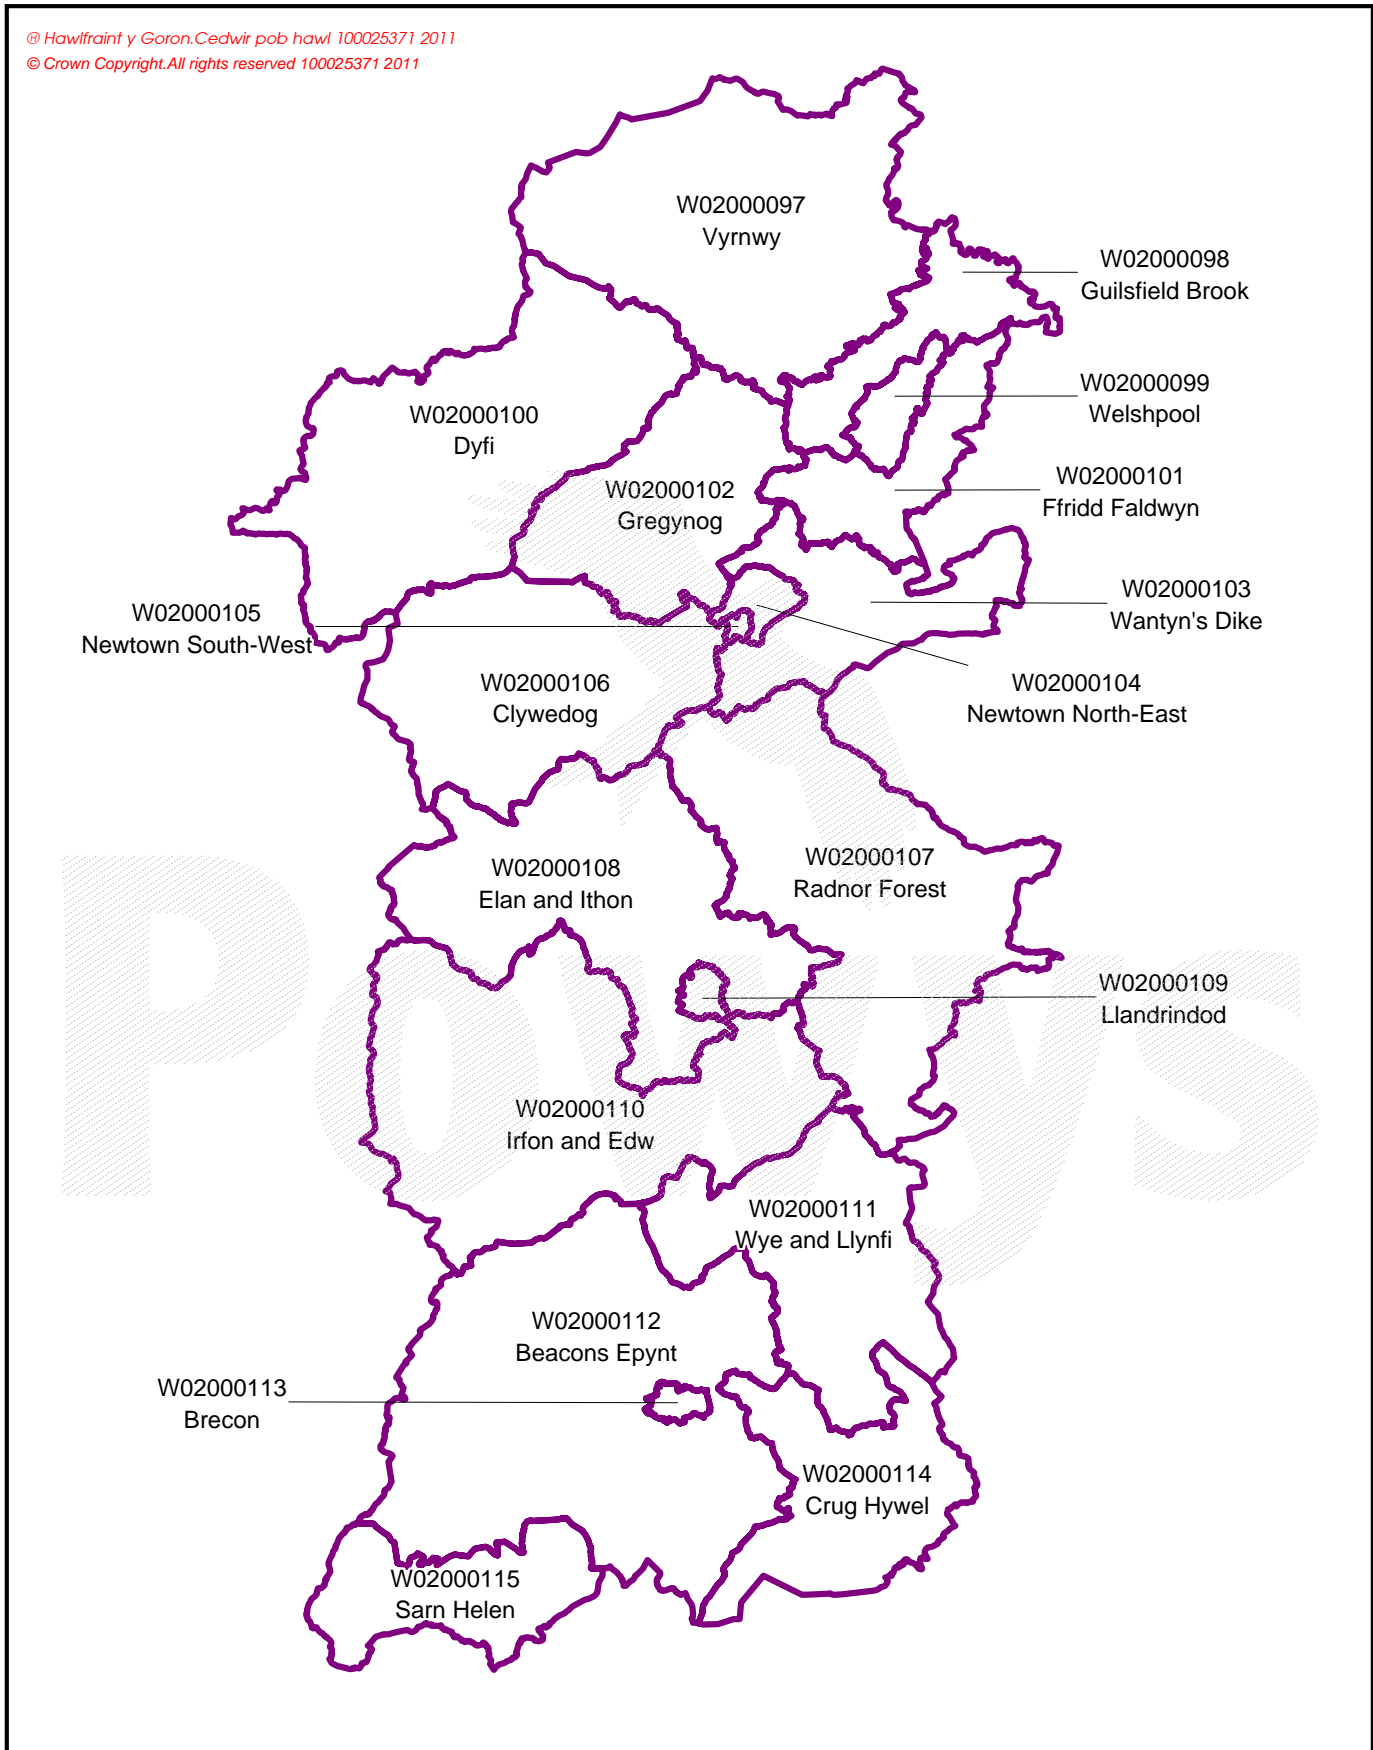 ® Hawlfraint y Goron.Cedwir pob hawl 100025371 2011
© Crown Copyright.All rights reserved 100025371 2011
W02000097
Vyrnwy
W02000098
Guilsfield Brook
W02000099
Welshpool
W02000100
Dyfi
W02000101
Ffridd Faldwyn
W02000102
Gregynog
W02000103
Wantyn's Dike
W02000105
Newtown South-West
W02000104
Newtown North-East
W02000106
Clywedog
W02000107
Radnor Forest
W02000108
Elan and Ithon
W02000109
Llandrindod
Powys
W02000110
Irfon and Edw
W02000111
Wye and Llynfi
W02000112
Beacons Epynt
W02000113
Brecon
W02000114
Crug Hywel
W02000115
Sarn Helen